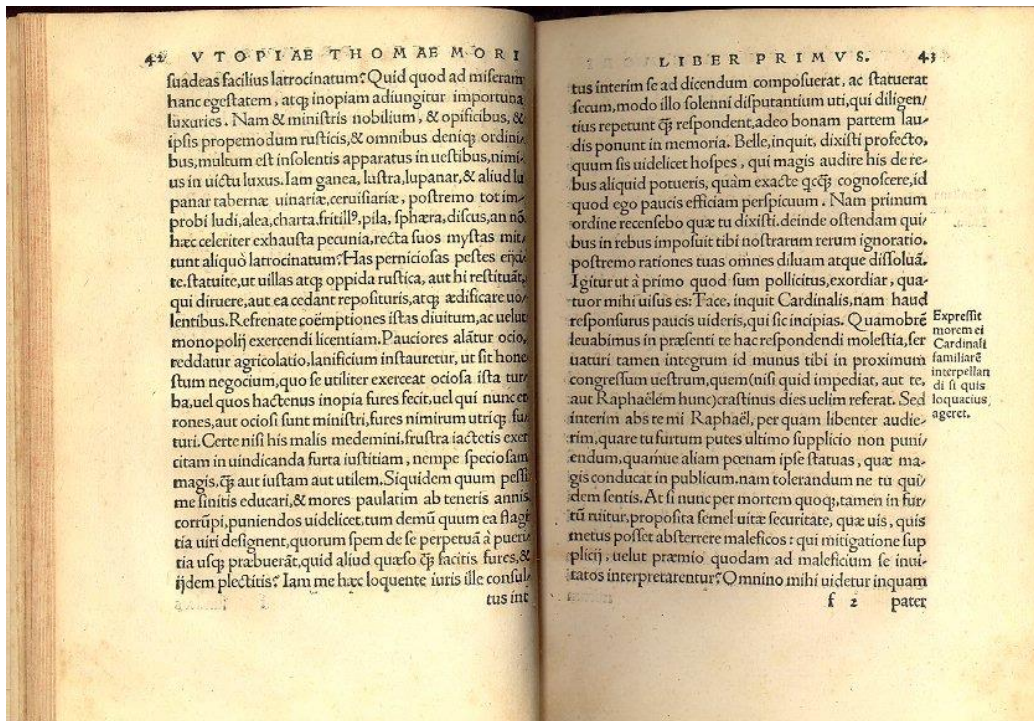 42 VTOPIAE THOMAE MORI
suadeas facilius latrocinatum? Quid quod ad miseram
hanc egestatem, atq; inopiam adiungitur importuna
luxuries. Nam & ministris nobilium, & opificibus, &
ipsis propemodum rusticis, & omnibus deniq; ordini/
bus, multum est insolentis apparatus in uestibus, nimi/
us in uictu luxus. Iam ganea, lustra, lupanar, & aliud lu
panar tabernæ uinariæ, ceruisiariæ, postremo tot im/
probi ludi, alea, charta. fritillꝰ, pila, sphæra, discus, an nō
hæc celeriter exhausta pecunia, recta suos mystas mit/
tunt aliquò latrocinatum? Has perniciosas pestes eijci/
te. statuite, ut uillas atq; oppida rustica, aut hi restituāt,
qui diruere, aut ea cedant reposituris, atq; ædificare uo/
lentibus. Refrenate coëmptiones istas diuitum, ac uelut
monopolij exercendi licentiam. Pauciores alātur ocio,
reddatur agricolatio, lanificium instauretur, ut sit hone
stum negocium, quo se utiliter exerceat ociosa ista tur/
ba, uel quos hactenus inopia fures fecit, uel qui nunc er
rones, aut ociosi sunt ministri, fures nimirum utriq; fu/
turi. Certe nisi his malis medemini, frustra iactetis exer
citam in uindicanda furta iustitiam, nempe speciosam
magis, q̄; aut iustam aut utilem. Siquidem quum pessi
me sinitis educari, & mores paulatim ab teneris annis
corrūpi, puniendos uidelicet, tum demū quum ea flagi
tia uiri designent, quorum spem de se perpetuā à pueri/
tia usq; præbuerāt, quid aliud quæso q̄; facitis fures, &
ijdem plectitis? Iam me hæc loquente iuris ille consul/
tus int
LIBER PRIMVS. 43
tus interim se ad dicendum composuerat, ac statuerat
secum, modo illo solenni disputantium uti, qui diligen/
tius repetunt q̄; respondent, adeo bonam partem lau/
dis ponunt in memoria. Belle, inquit, dixisti profecto,
quum sis uidelicet hospes, qui magis audire his de re/
bus aliquid potueris, quàm exacte qcq̄; cognoscere, id
quod ego paucis efficiam perspicuum. Nam primum
ordine recensebo quæ tu dixisti. deinde ostendam qui/
bus in rebus imposuit tibi nostrarum rerum ignoratio.
postremo rationes tuas omnes diluam atque dissoluā.
Igitur ut à primo quod sum pollicitus, exordiar, qua/
tuor mihi uisus es: Tace, inquit Cardinalis, nam haud
responsurus paucis uideris, qui sic incipias. Quamobrē
leuabimus in præsenti te hac respondendi molestia, ser
uaturi tamen integrum id munus tibi in proximum
congressum uestrum, quem (nisi quid impediat, aut te,
aut Raphaëlem hunc) crastinus dies uelim referat. Sed
interim abs te mi Raphaël, per quam libenter audie/
rim, quare tu furtum putes ultimo supplicio non puni/
endum, quamue aliam pœnam ipse statuas, quæ ma/
gis conducat in publicum. nam tolerandum ne tu qui/
dem sentis. At si nunc per mortem quoq;, tamen in fur/
tū ruitur, proposita semel uitæ securitate, quæ uis, quis
metus posset absterrere maleficos: qui mitigatione sup
plicij, uelut præmio quodam ad maleficium se inui/
tatos interpretarentur? Omnino mihi uidetur inquam
f 2 pater
Expressit
morem ei
Cardinali
familiarē
interpellan
di si quis
loquacius
ageret.